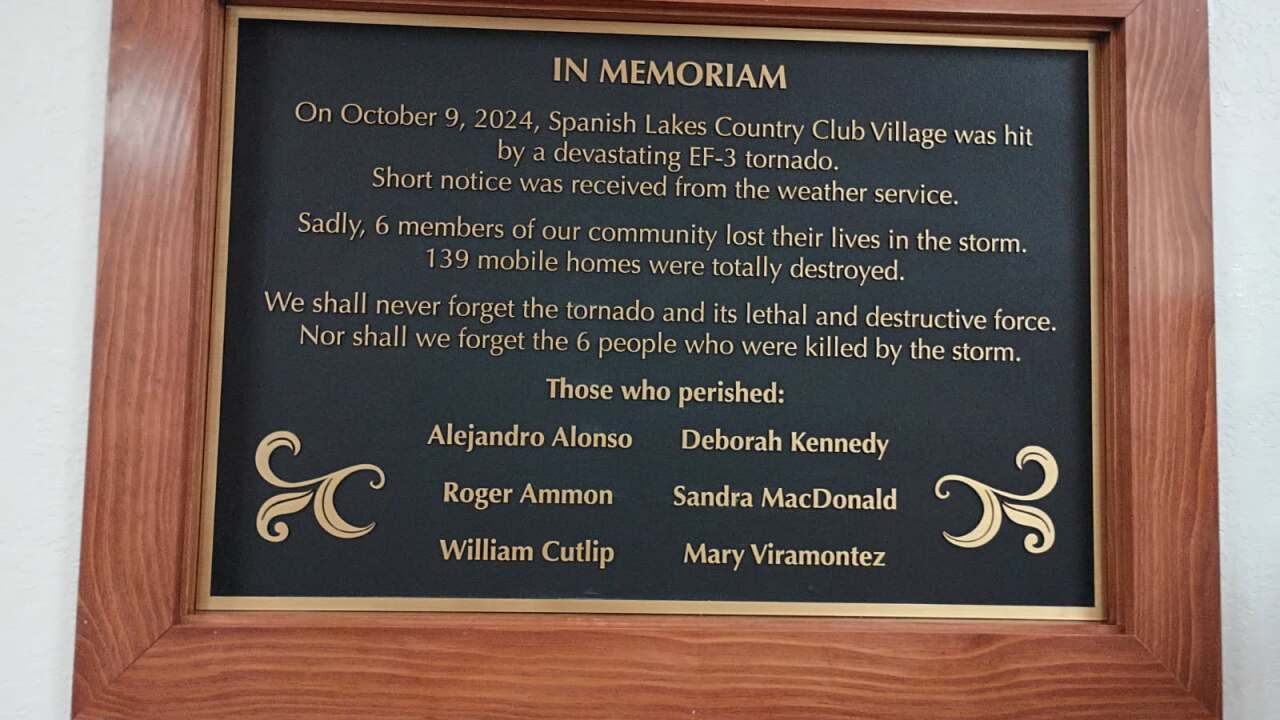 IN MEMORIAM
On October 9, 2024, Spanish Lakes Country Club Village was hit
by a devastating EF-3 tornado.
Short notice was received from the weather service.
Sadly, 6 members of our community lost their lives in the storm.
139 mobile homes were totally destroyed.
We shall never forget the tornado and its lethal and destructive force.
Nor shall we forget the 6 people who were killed by the storm.
Those who perished:
Alejandro Alonso Deborah Kennedy
Roger Ammon Sandra MacDonald
William Cutlip Mary Viramontez